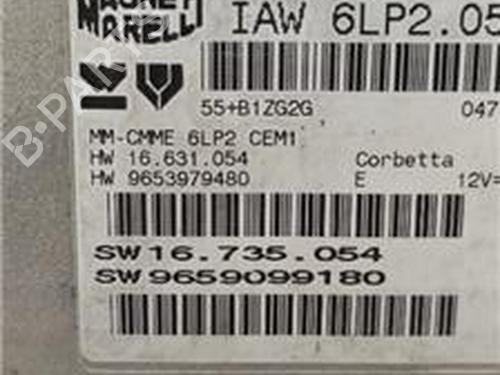 MAGNETI
MARELLI
IAW 6LP2.05
55+B1ZG2G 047
MM-CMME 6LP2 CEM1
HW 16.631.054 Corbetta
HW 9653979480 E 12V=
SW 16.735.054
SW 9659099180
B-PARTS